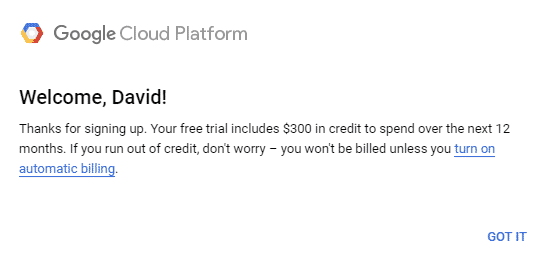 Google Cloud Platform
Welcome, David!
Thanks for signing up. Your free trial includes $300 in credit to spend over the next 12
months. If you run out of credit, don't worry – you won't be billed unless you turn on
automatic billing.
GOT IT